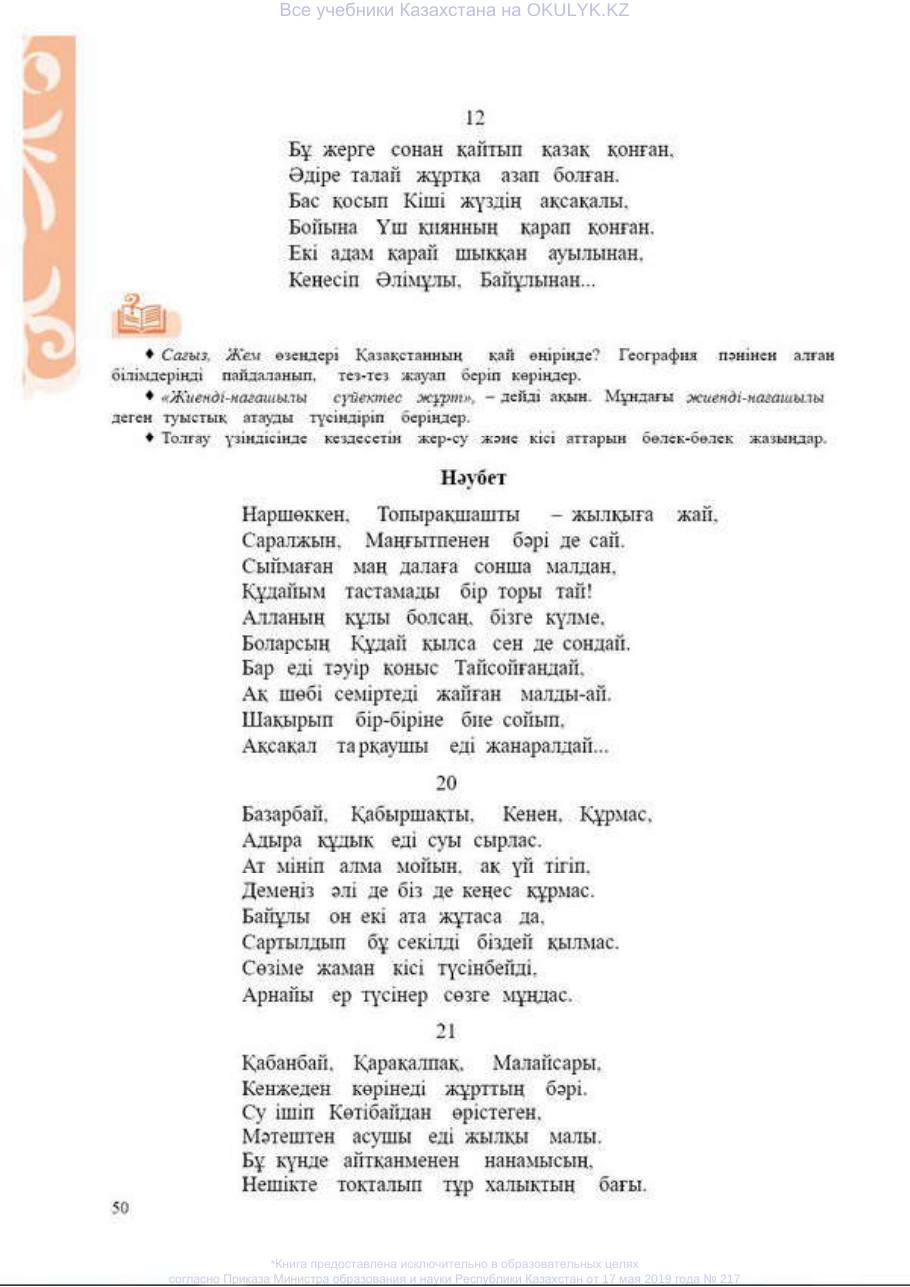 Все учебники Казахстана на OKULYK.KZ
12
Бұ жерге сонан қайтып қазақ қонған,
Әдіре талай жұртқа азап болған.
Бас қосып Кіші жүздің ақсақалы,
Бойына Үш қиянның қарап қонған.
Екі адам қарай шыққан ауылынан,
Кеңесіп Әлімұлы, Байұлынан...
♦ Сағыз, Жем өзендері Қазақстанның қай өңірінде? География пәнінен алған
білімдеріңді пайдаланып, тез-тез жауап беріп көріңдер.
♦ «Жиенді-нағашылы сүйектес жұрт», – дейді ақын. Мұндағы жиенді-нағашылы
деген туыстық атауды түсіндіріп беріңдер.
♦ Толғау үзіндісінде кездесетін жер-су және кісі аттарын бөлек-бөлек жазыңдар.
Нәубет
Наршөккен, Топырақшашты – жылқыға жай,
Саралжын, Маңғытпенен бәрі де сай.
Сыймаған маң далаға сонша малдан,
Құдайым тастамады бір торы тай!
Алланың құлы болсаң, бізге күлме,
Боларсың Құдай қылса сен де сондай.
Бар еді тәуір қоныс Тайсойғандай,
Ақ шөбі семіртеді жайған малды-ай.
Шақырып бір-біріне бие сойып,
Ақсақал тарқаушы еді жанаралдай...
20
Базарбай, Қабыршақты, Кенен, Құрмас,
Адыра құдық еді суы сырлас.
Ат мініп алма мойын, ақ үй тігіп,
Демеңіз әлі де біз де кеңес құрмас.
Байұлы он екі ата жұтаса да,
Сартылдып бұ секілді біздей қылмас.
Сөзіме жаман кісі түсінбейді,
Арнайы ер түсінер сөзге мұңдас.
21
Қабанбай, Қарақалпақ, Малайсары,
Кенжеден көрінеді жұрттың бәрі.
Су ішіп Көтібайдан өрістеген,
Мәтештен асушы еді жылқы малы.
Бұ күнде айтқанменен нанамысың,
Нешікте тоқталып тұр халықтың бағы.
50
*Книга предоставлена исключительно в образовательных целях
согласно Приказа Министра образования и науки Республики Казахстан от 17 мая 2019 года № 217